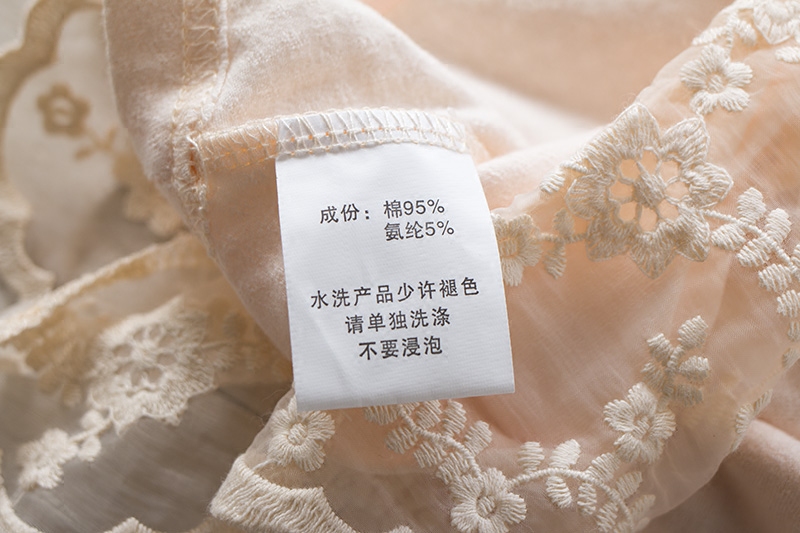 成份：棉95%
氨纶5%
水洗产品少许褪色
请单独洗涤
不要浸泡